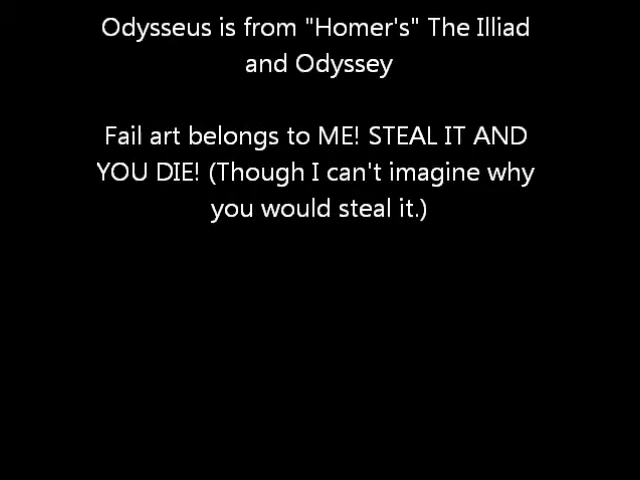 Odysseus is from "Homer's" The Illiad
and Odyssey
Fail art belongs to ME! STEAL IT AND
YOU DIE! (Though I can't imagine why
you would steal it.)